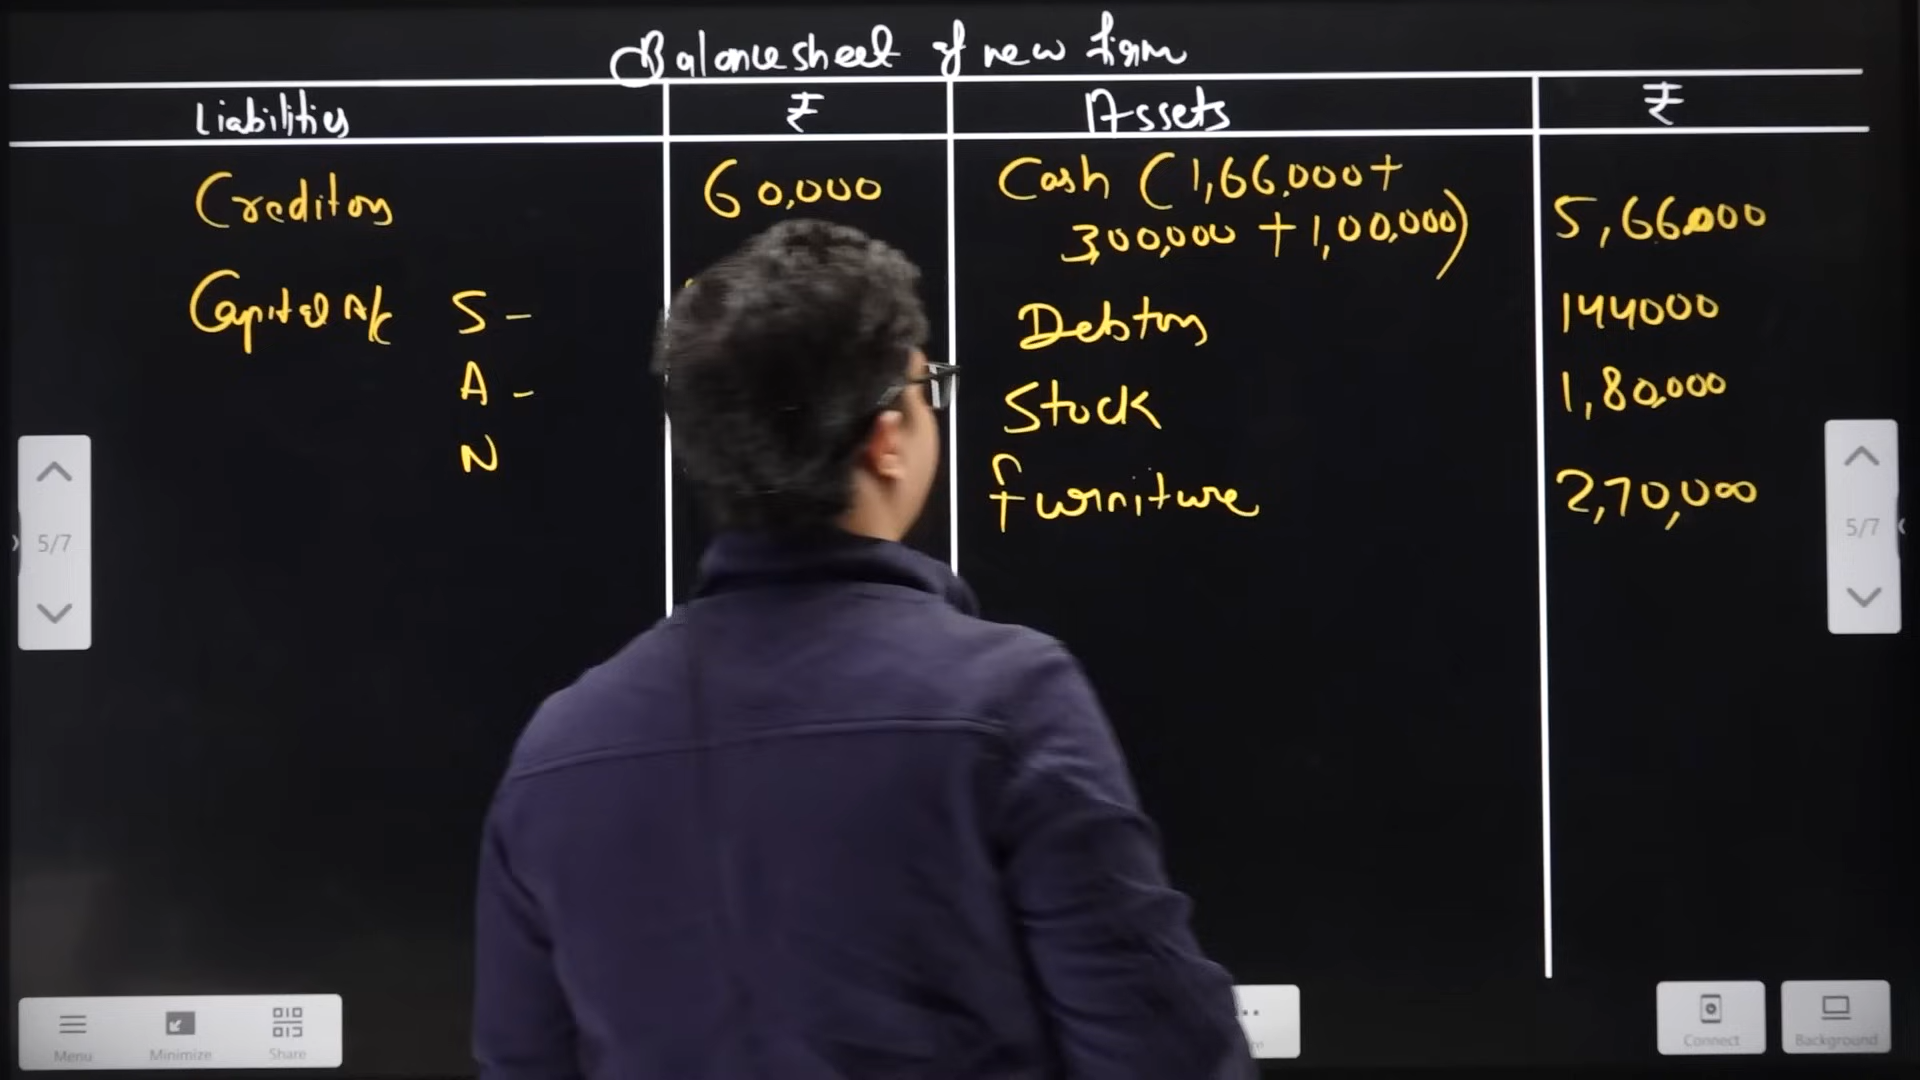 Balance sheet of new firm
Liabilities ₹ Assets ₹
Creditors 60,000 Cash (1,66,000+
3,00,000 + 1,00,000) 5,66,000
Capital A/c S - Debtors 144000
A - Stock 1,80,000
N furniture 2,70,000
5/7 5/7
Menu Minimize Share Connect Background